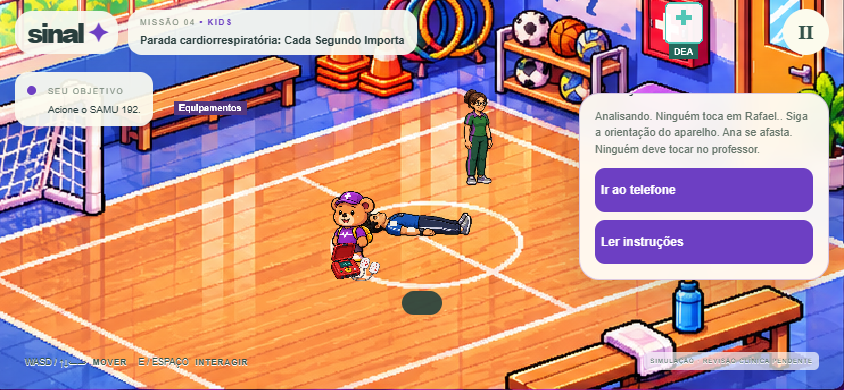 sinal
MISSÃO 04 • KIDS
Parada cardiorrespiratória: Cada Segundo Importa
DEA
II
SEU OBJETIVO
Acione o SAMU 192.
Equipamentos
Analisando. Ninguém toca em Rafael.. Siga
a orientação do aparelho. Ana se afasta.
Ninguém deve tocar no professor.
Ir ao telefone
Ler instruções
WASD / MOVER E / ESPAÇO INTERAGIR
SIMULAÇÃO · REVISÃO CLÍNICA PENDENTE